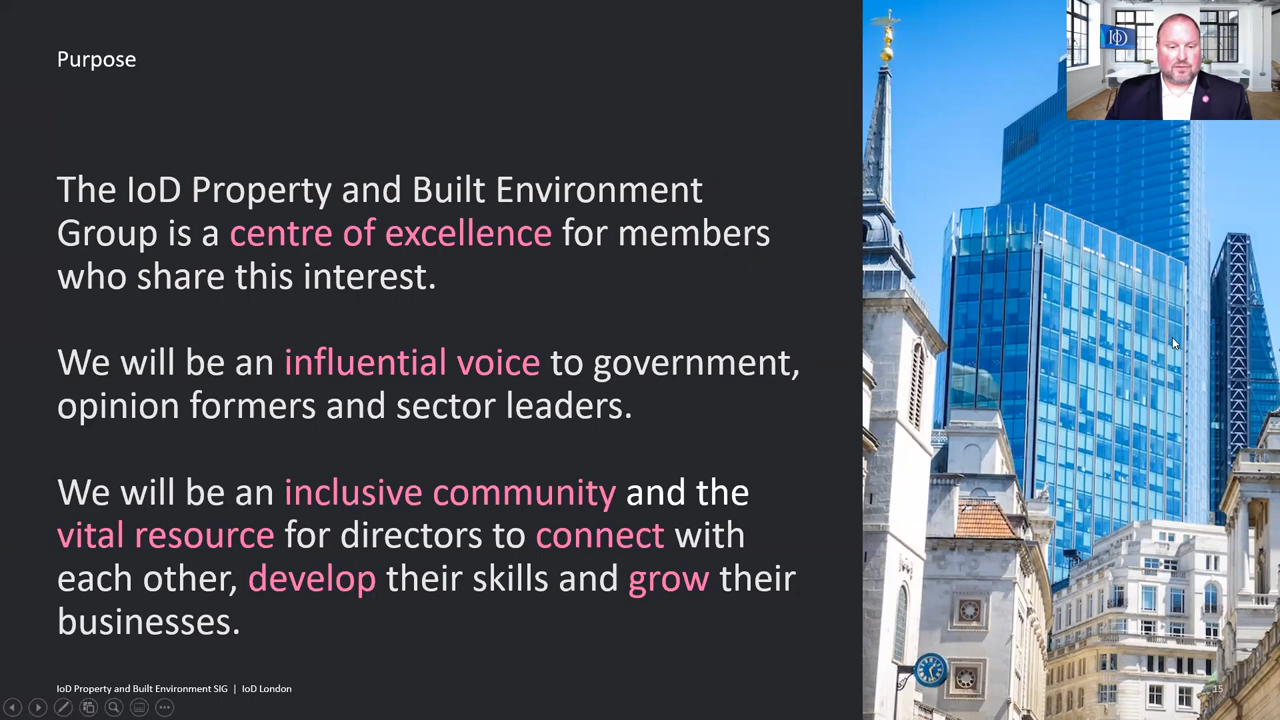 Purpose
IoD
The IoD Property and Built Environment
Group is a centre of excellence for members
who share this interest.
We will be an influential voice to government,
opinion formers and sector leaders.
We will be an inclusive community and the
vital resource for directors to connect with
each other, develop their skills and grow their
businesses.
IoD Property and Built Environment SIG | IoD London
15